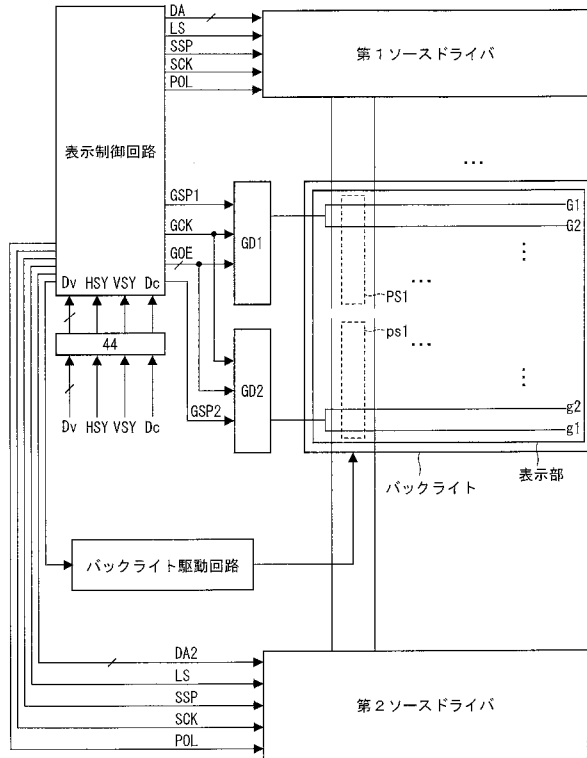 DA
LS
SSP
SCK
POL
第1ソースドライバ
表示制御回路
...
GSP1
GCK
GOE
GD1
G1
G2
...
...
PS1
Dv HSY VSY Dc
44
Dv HSY VSY Dc
GSP2
GD2
ps1
...
...
g2
g1
表示部
バックライト
バックライト駆動回路
DA2
LS
SSP
SCK
POL
第2ソースドライバ